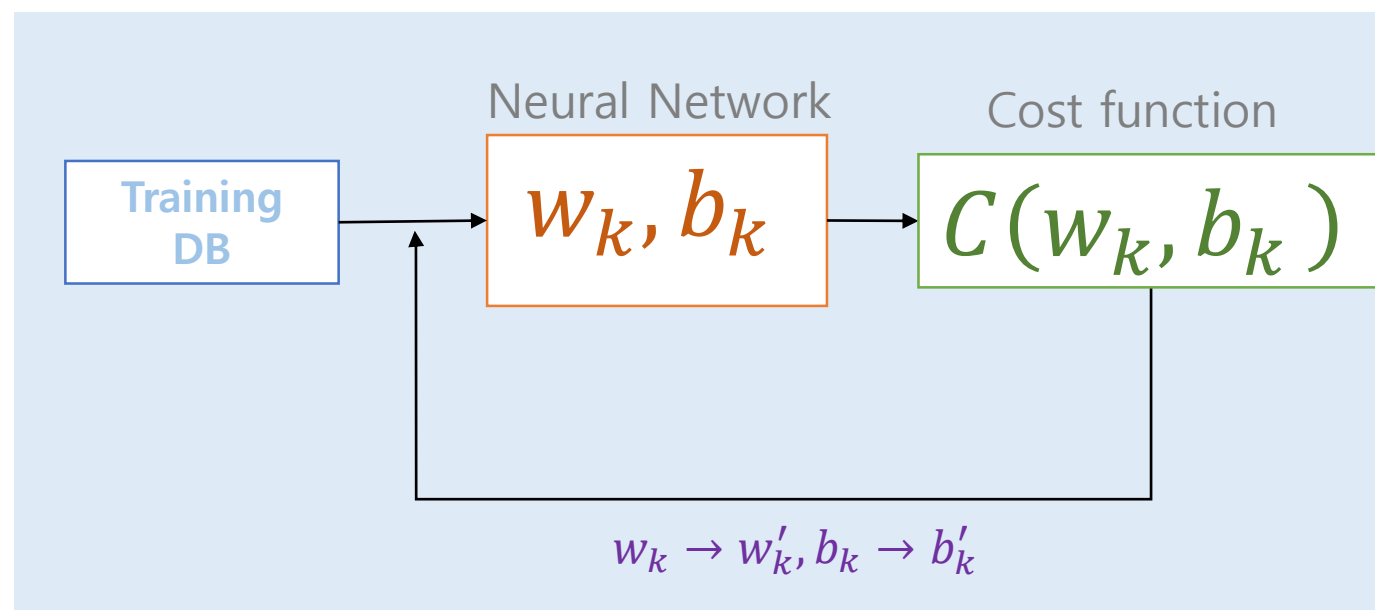 Neural Network
Cost function
Training
DB
w_k, b_k
C(w_k, b_k)
w_k → w'_k, b_k → b'_k